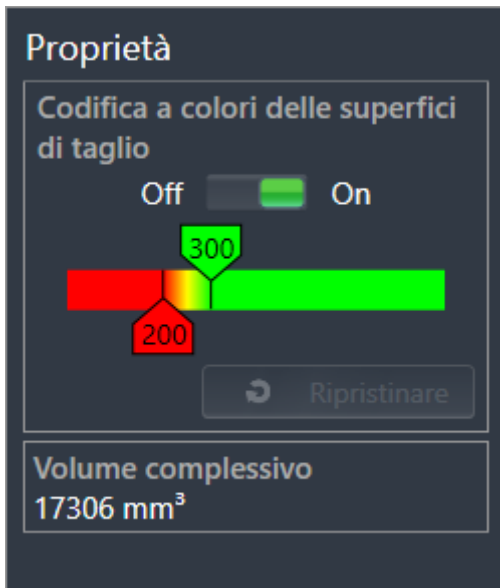 Proprietà
Codifica a colori delle superfici
di taglio
Off On
300
200
Ripristinare
Volume complessivo
17306 mm³